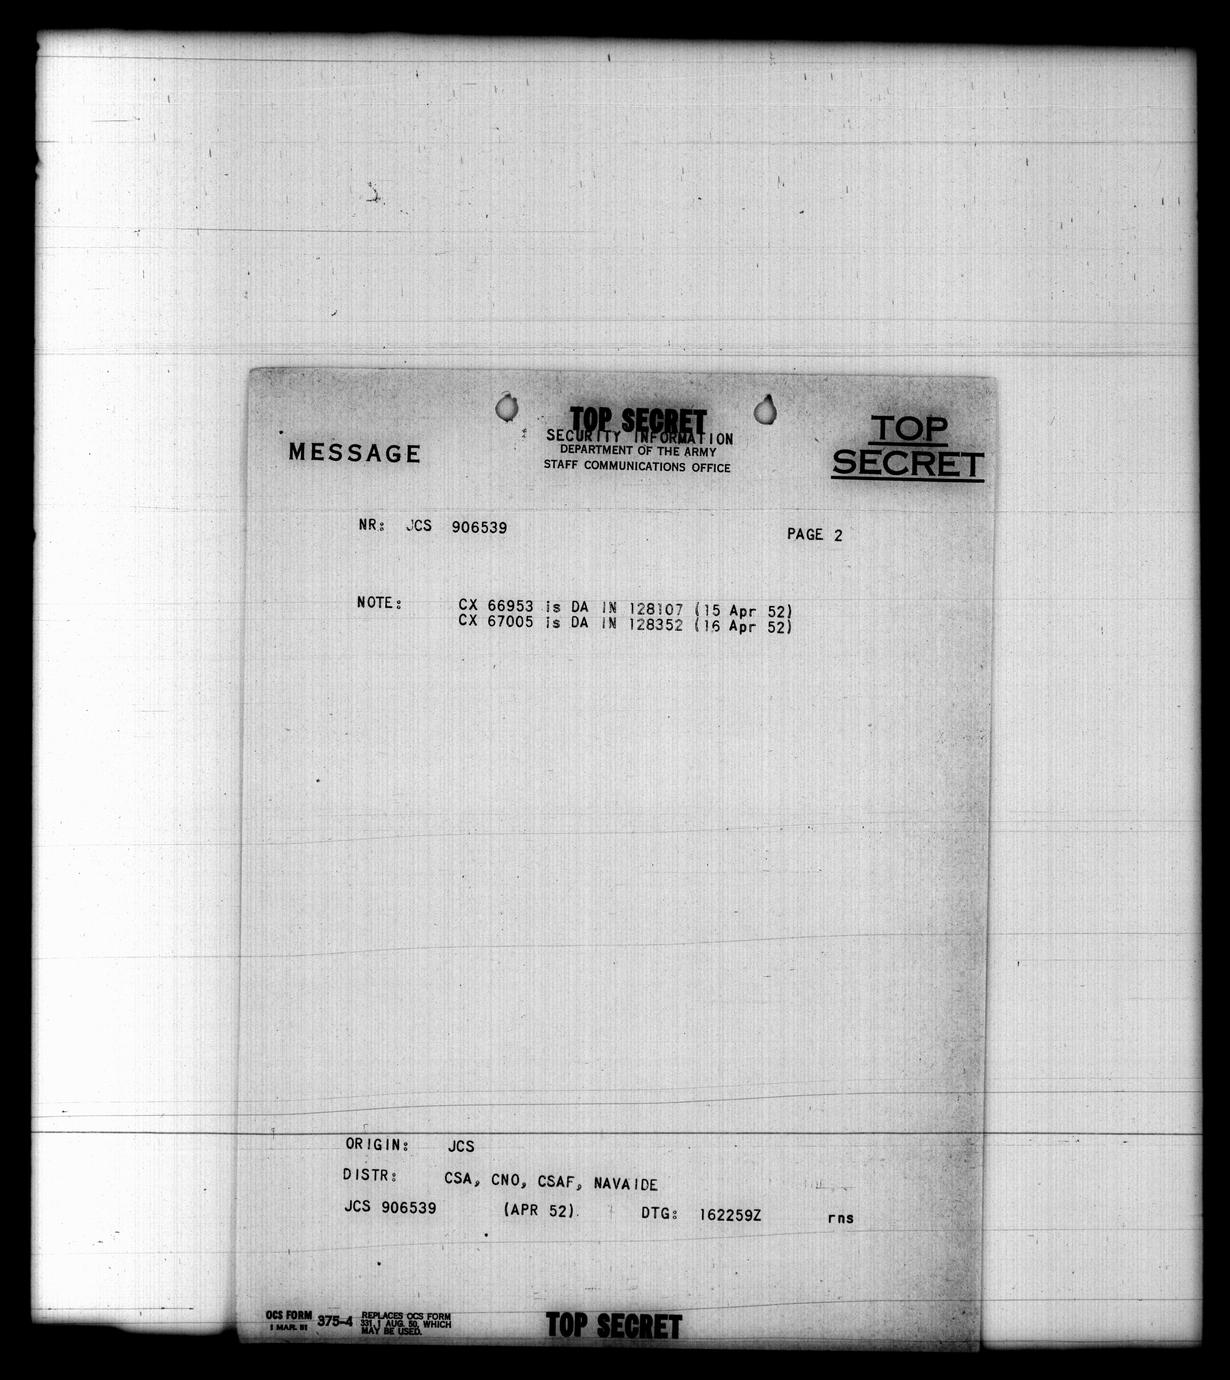 TOP SECRET
SECURITY INFORMATION
DEPARTMENT OF THE ARMY
STAFF COMMUNICATIONS OFFICE
MESSAGE
TOP
SECRET
NR: JCS 906539
PAGE 2
NOTE: CX 66953 is DA IN 128107 (15 Apr 52)
CX 67005 is DA IN 128352 (16 Apr 52)
ORIGIN: JCS
DISTR: CSA, CNO, CSAF, NAVAIDE
JCS 906539 (APR 52) DTG: 162259Z rns
OCS FORM
1 MAR. 51
375-4
REPLACES OCS FORM
331, 1 AUG. 50, WHICH
MAY BE USED.
TOP SECRET